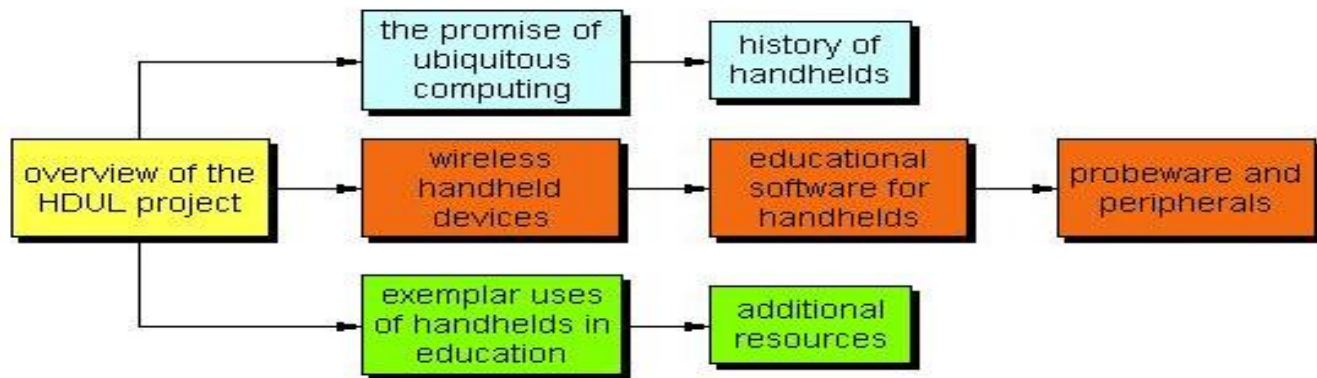 the promise of
ubiquitous
computing
history of
handhelds
overview of the
HDUL project
wireless
handheld
devices
educational
software for
handhelds
probeware and
peripherals
exemplar uses
of handhelds in
education
additional
resources